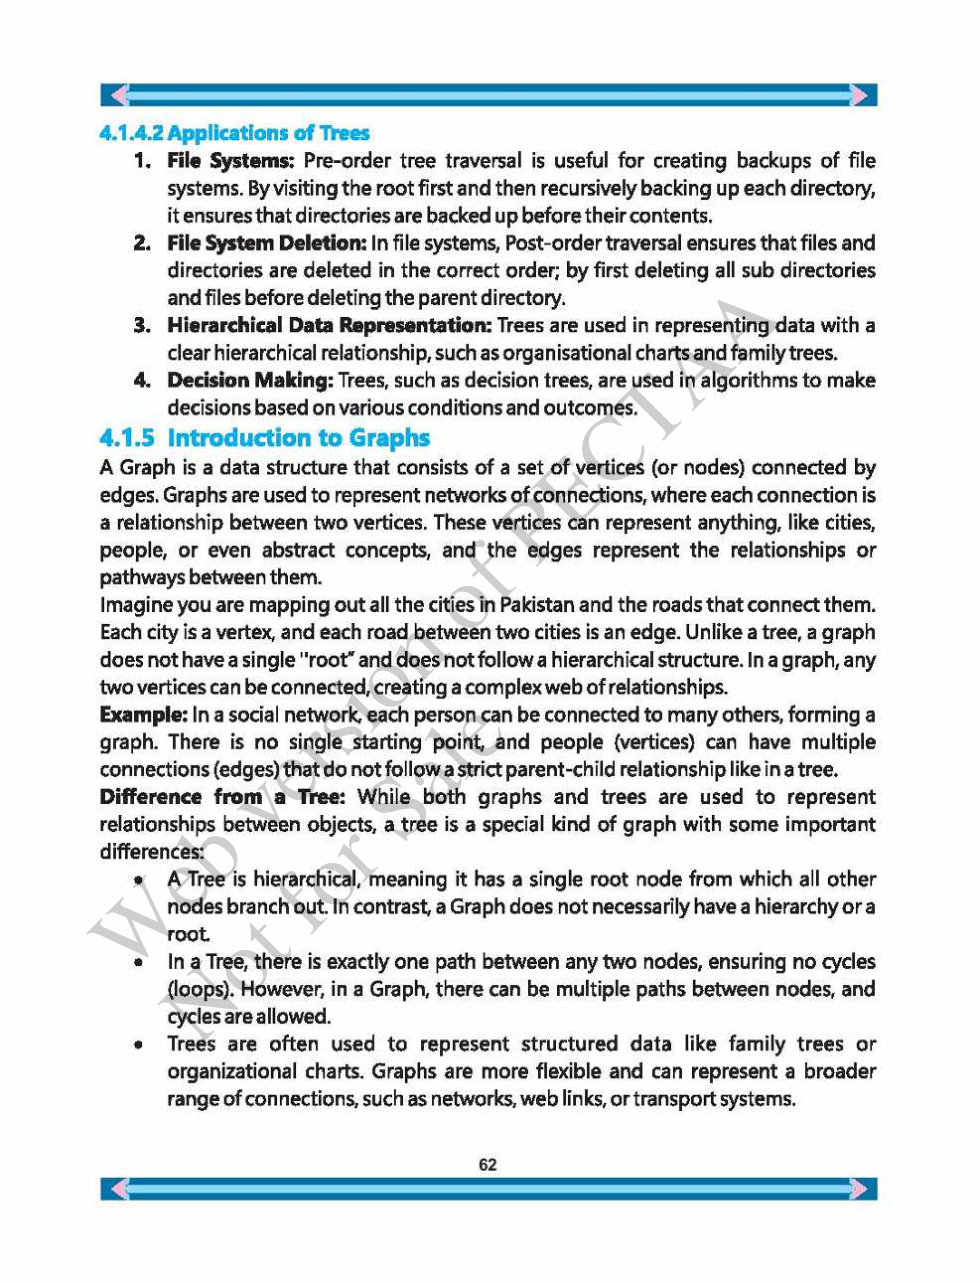 4.1.4.2 Applications of Trees
1. File Systems: Pre-order tree traversal is useful for creating backups of file
systems. By visiting the root first and then recursively backing up each directory,
it ensures that directories are backed up before their contents.
2. File System Deletion: In file systems, Post-order traversal ensures that files and
directories are deleted in the correct order; by first deleting all sub directories
and files before deleting the parent directory.
3. Hierarchical Data Representation: Trees are used in representing data with a
clear hierarchical relationship, such as organisational charts and family trees.
4. Decision Making: Trees, such as decision trees, are used in algorithms to make
decisions based on various conditions and outcomes.
4.1.5 Introduction to Graphs
A Graph is a data structure that consists of a set of vertices (or nodes) connected by
edges. Graphs are used to represent networks of connections, where each connection is
a relationship between two vertices. These vertices can represent anything, like cities,
people, or even abstract concepts, and the edges represent the relationships or
pathways between them.
Imagine you are mapping out all the cities in Pakistan and the roads that connect them.
Each city is a vertex, and each road between two cities is an edge. Unlike a tree, a graph
does not have a single "root" and does not follow a hierarchical structure. In a graph, any
two vertices can be connected, creating a complex web of relationships.
Example: In a social network, each person can be connected to many others, forming a
graph. There is no single starting point, and people (vertices) can have multiple
connections (edges) that do not follow a strict parent-child relationship like in a tree.
Difference from a Tree: While both graphs and trees are used to represent
relationships between objects, a tree is a special kind of graph with some important
differences:
• A Tree is hierarchical, meaning it has a single root node from which all other
nodes branch out. In contrast, a Graph does not necessarily have a hierarchy or a
root.
• In a Tree, there is exactly one path between any two nodes, ensuring no cycles
(loops). However, in a Graph, there can be multiple paths between nodes, and
cycles are allowed.
• Trees are often used to represent structured data like family trees or
organizational charts. Graphs are more flexible and can represent a broader
range of connections, such as networks, web links, or transport systems.
62
Web version of PECTAA
Not for Sale